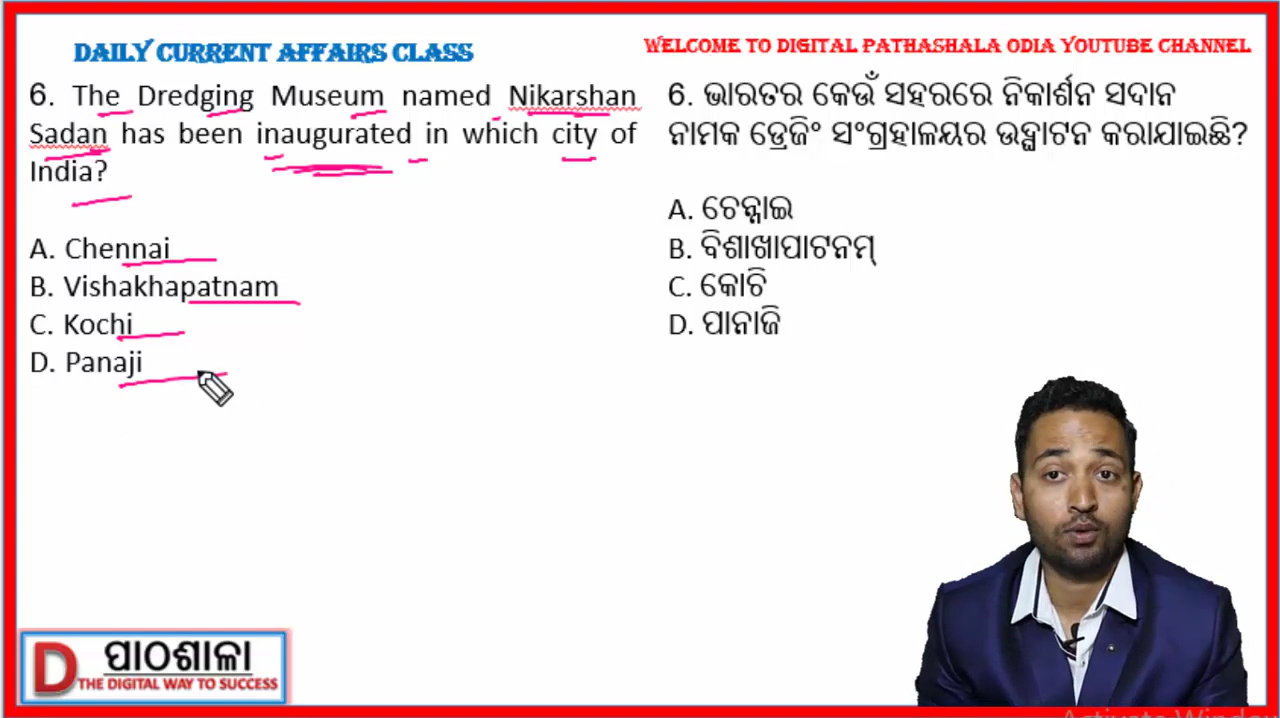 DAILY CURRENT AFFAIRS CLASS
WELCOME TO DIGITAL PATHASHALA ODIA YOUTUBE CHANNEL
6. The Dredging Museum named Nikarshan
Sadan has been inaugurated in which city of
India?
A. Chennai
B. Vishakhapatnam
C. Kochi
D. Panaji
6. ଭାରତର କେଉଁ ସହରରେ ନିକାର୍ଶନ ସଦାନ
ନାମକ ଡ୍ରେଜିଂ ସଂଗ୍ରହାଳୟର ଉଦ୍ଘାଟନ କରାଯାଇଛି?
A. ଚେନ୍ନାଇ
B. ବିଶାଖାପାଟନମ୍
C. କୋଚି
D. ପାନାଜି
D ପାଠଶାଳା
THE DIGITAL WAY TO SUCCESS